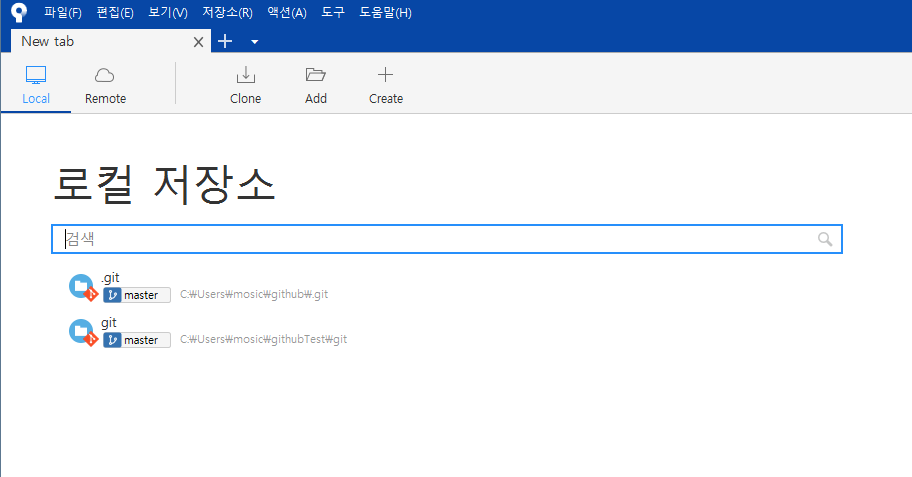 파일(F) 편집(E) 보기(V) 저장소(R) 액션(A) 도구 도움말(H)
New tab
Local Remote Clone Add Create
로컬 저장소
검색
.git
master C:₩Users₩mosic₩github₩.git
git
master C:₩Users₩mosic₩githubTest₩git